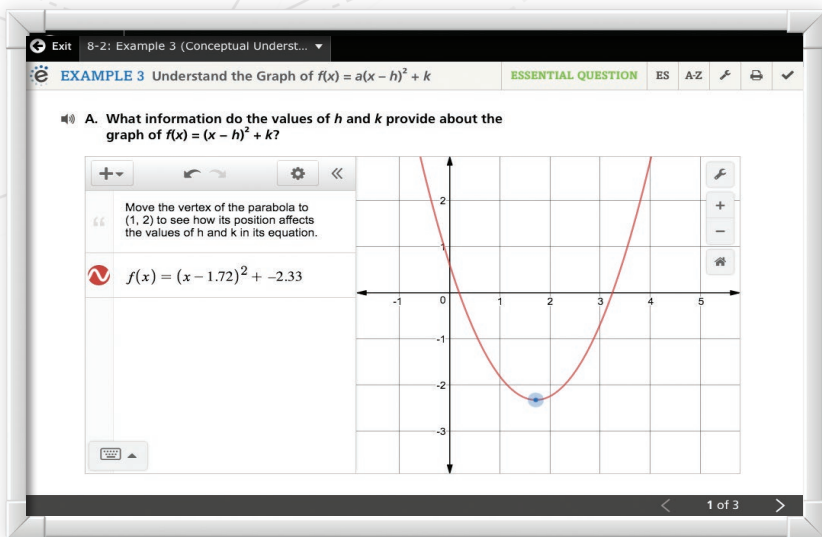 Exit 8-2: Example 3 (Conceptual Underst... ▼
EXAMPLE 3 Understand the Graph of f(x) = a(x – h)² + k ESSENTIAL QUESTION ES A-Z
A. What information do the values of h and k provide about the
graph of f(x) = (x – h)² + k?
Move the vertex of the parabola to
(1, 2) to see how its position affects
the values of h and k in its equation.
f(x) = (x – 1.72)² + –2.33
2
1
-1 0 1 2 3 4 5
-1
-2
-3
1 of 3